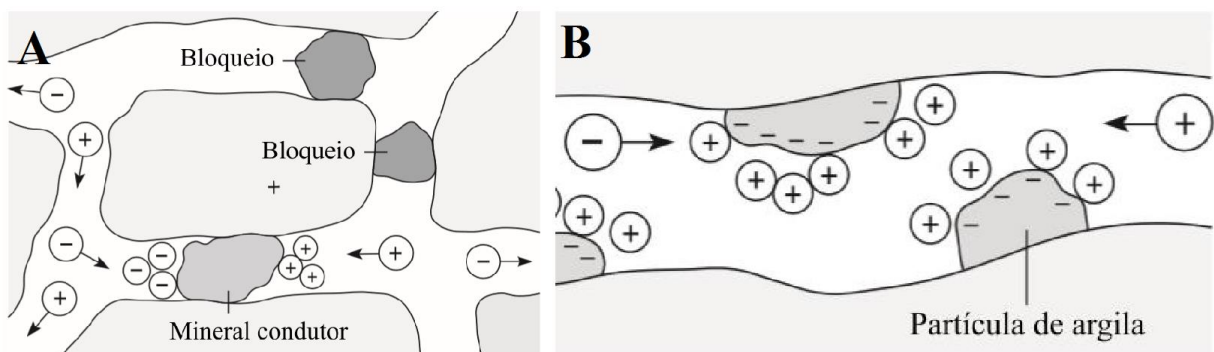 A
Bloqueio
Bloqueio
Mineral condutor
B
Partícula de argila